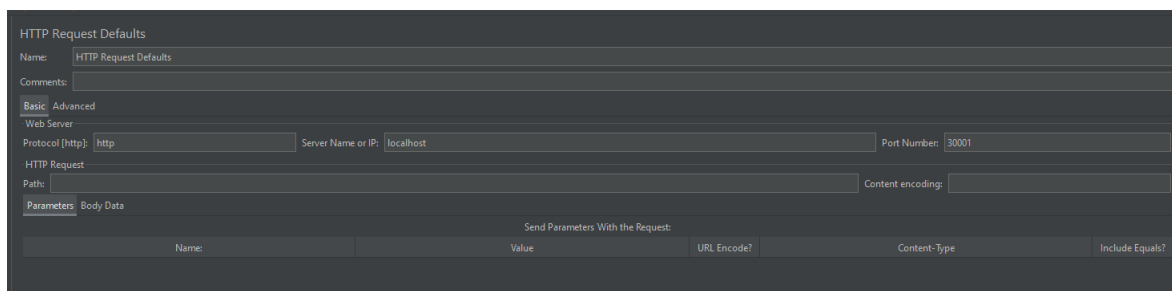 HTTP Request Defaults
Name: HTTP Request Defaults
Comments:
Basic Advanced
Web Server
Protocol [http]: http Server Name or IP: localhost Port Number: 30001
HTTP Request
Path: Content encoding:
Parameters Body Data
Send Parameters With the Request:
Name: Value URL Encode? Content-Type Include Equals?